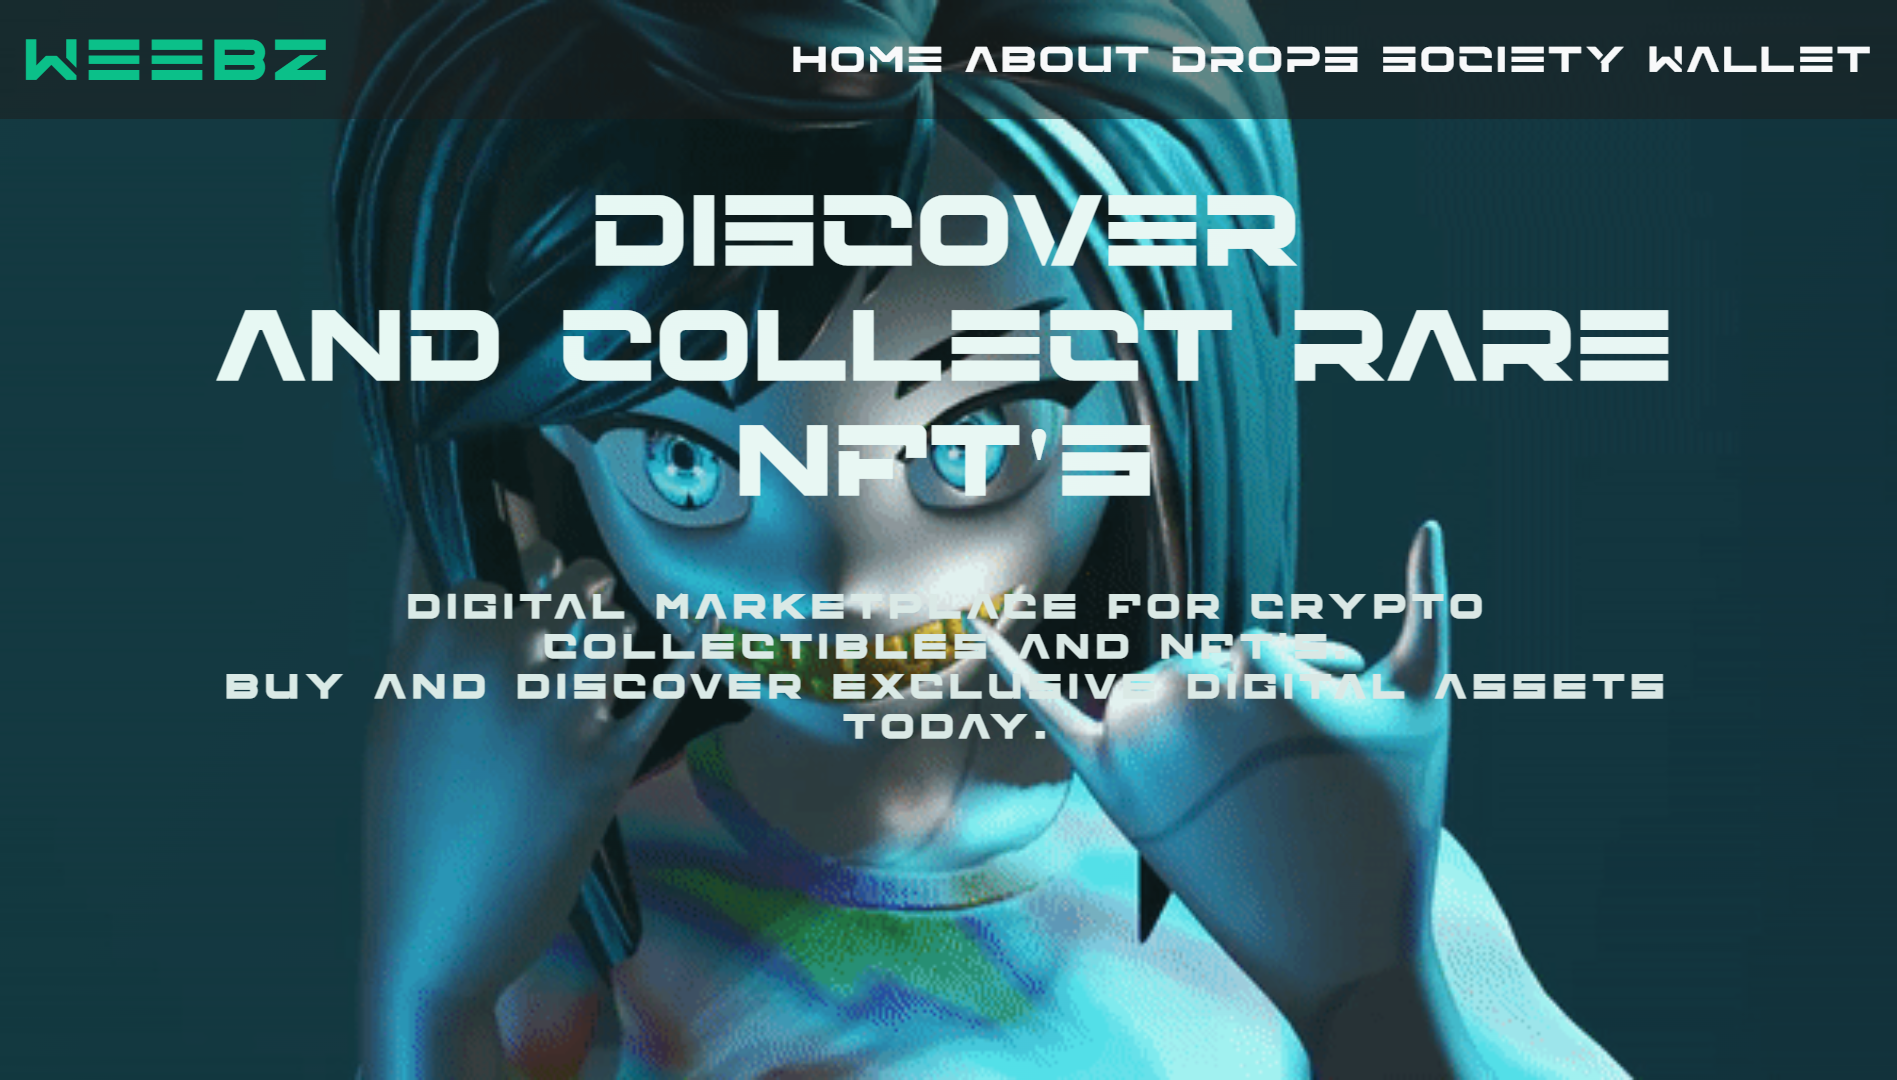 WEEBZ
HOME ABOUT DROPS SOCIETY WALLET
DISCOVER
AND COLLECT RARE
NFT'S
DIGITAL MARKETPLACE FOR CRYPTO
COLLECTIBLES AND NFT'S.
BUY AND DISCOVER EXCLUSIVE DIGITAL ASSETS
TODAY.